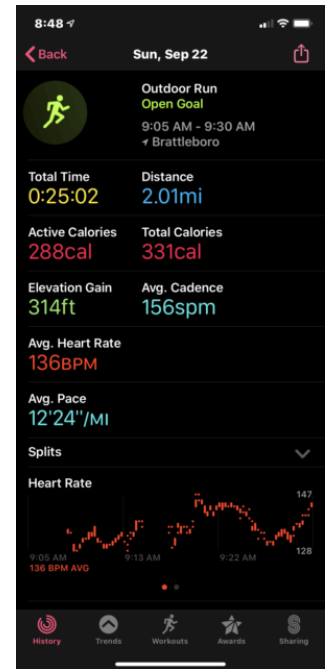 8:48
Back
Sun, Sep 22
Outdoor Run
Open Goal
9:05 AM - 9:30 AM
Brattleboro
Total Time
Distance
0:25:02
2.01mi
Active Calories
Total Calories
288cal
331cal
Elevation Gain
Avg. Cadence
314ft
156spm
Avg. Heart Rate
136BPM
Avg. Pace
12'24"/MI
Splits
Heart Rate
147
128
9:05 AM
9:13 AM
9:22 AM
136 BPM AVG
History
Trends
Workouts
Awards
Sharing